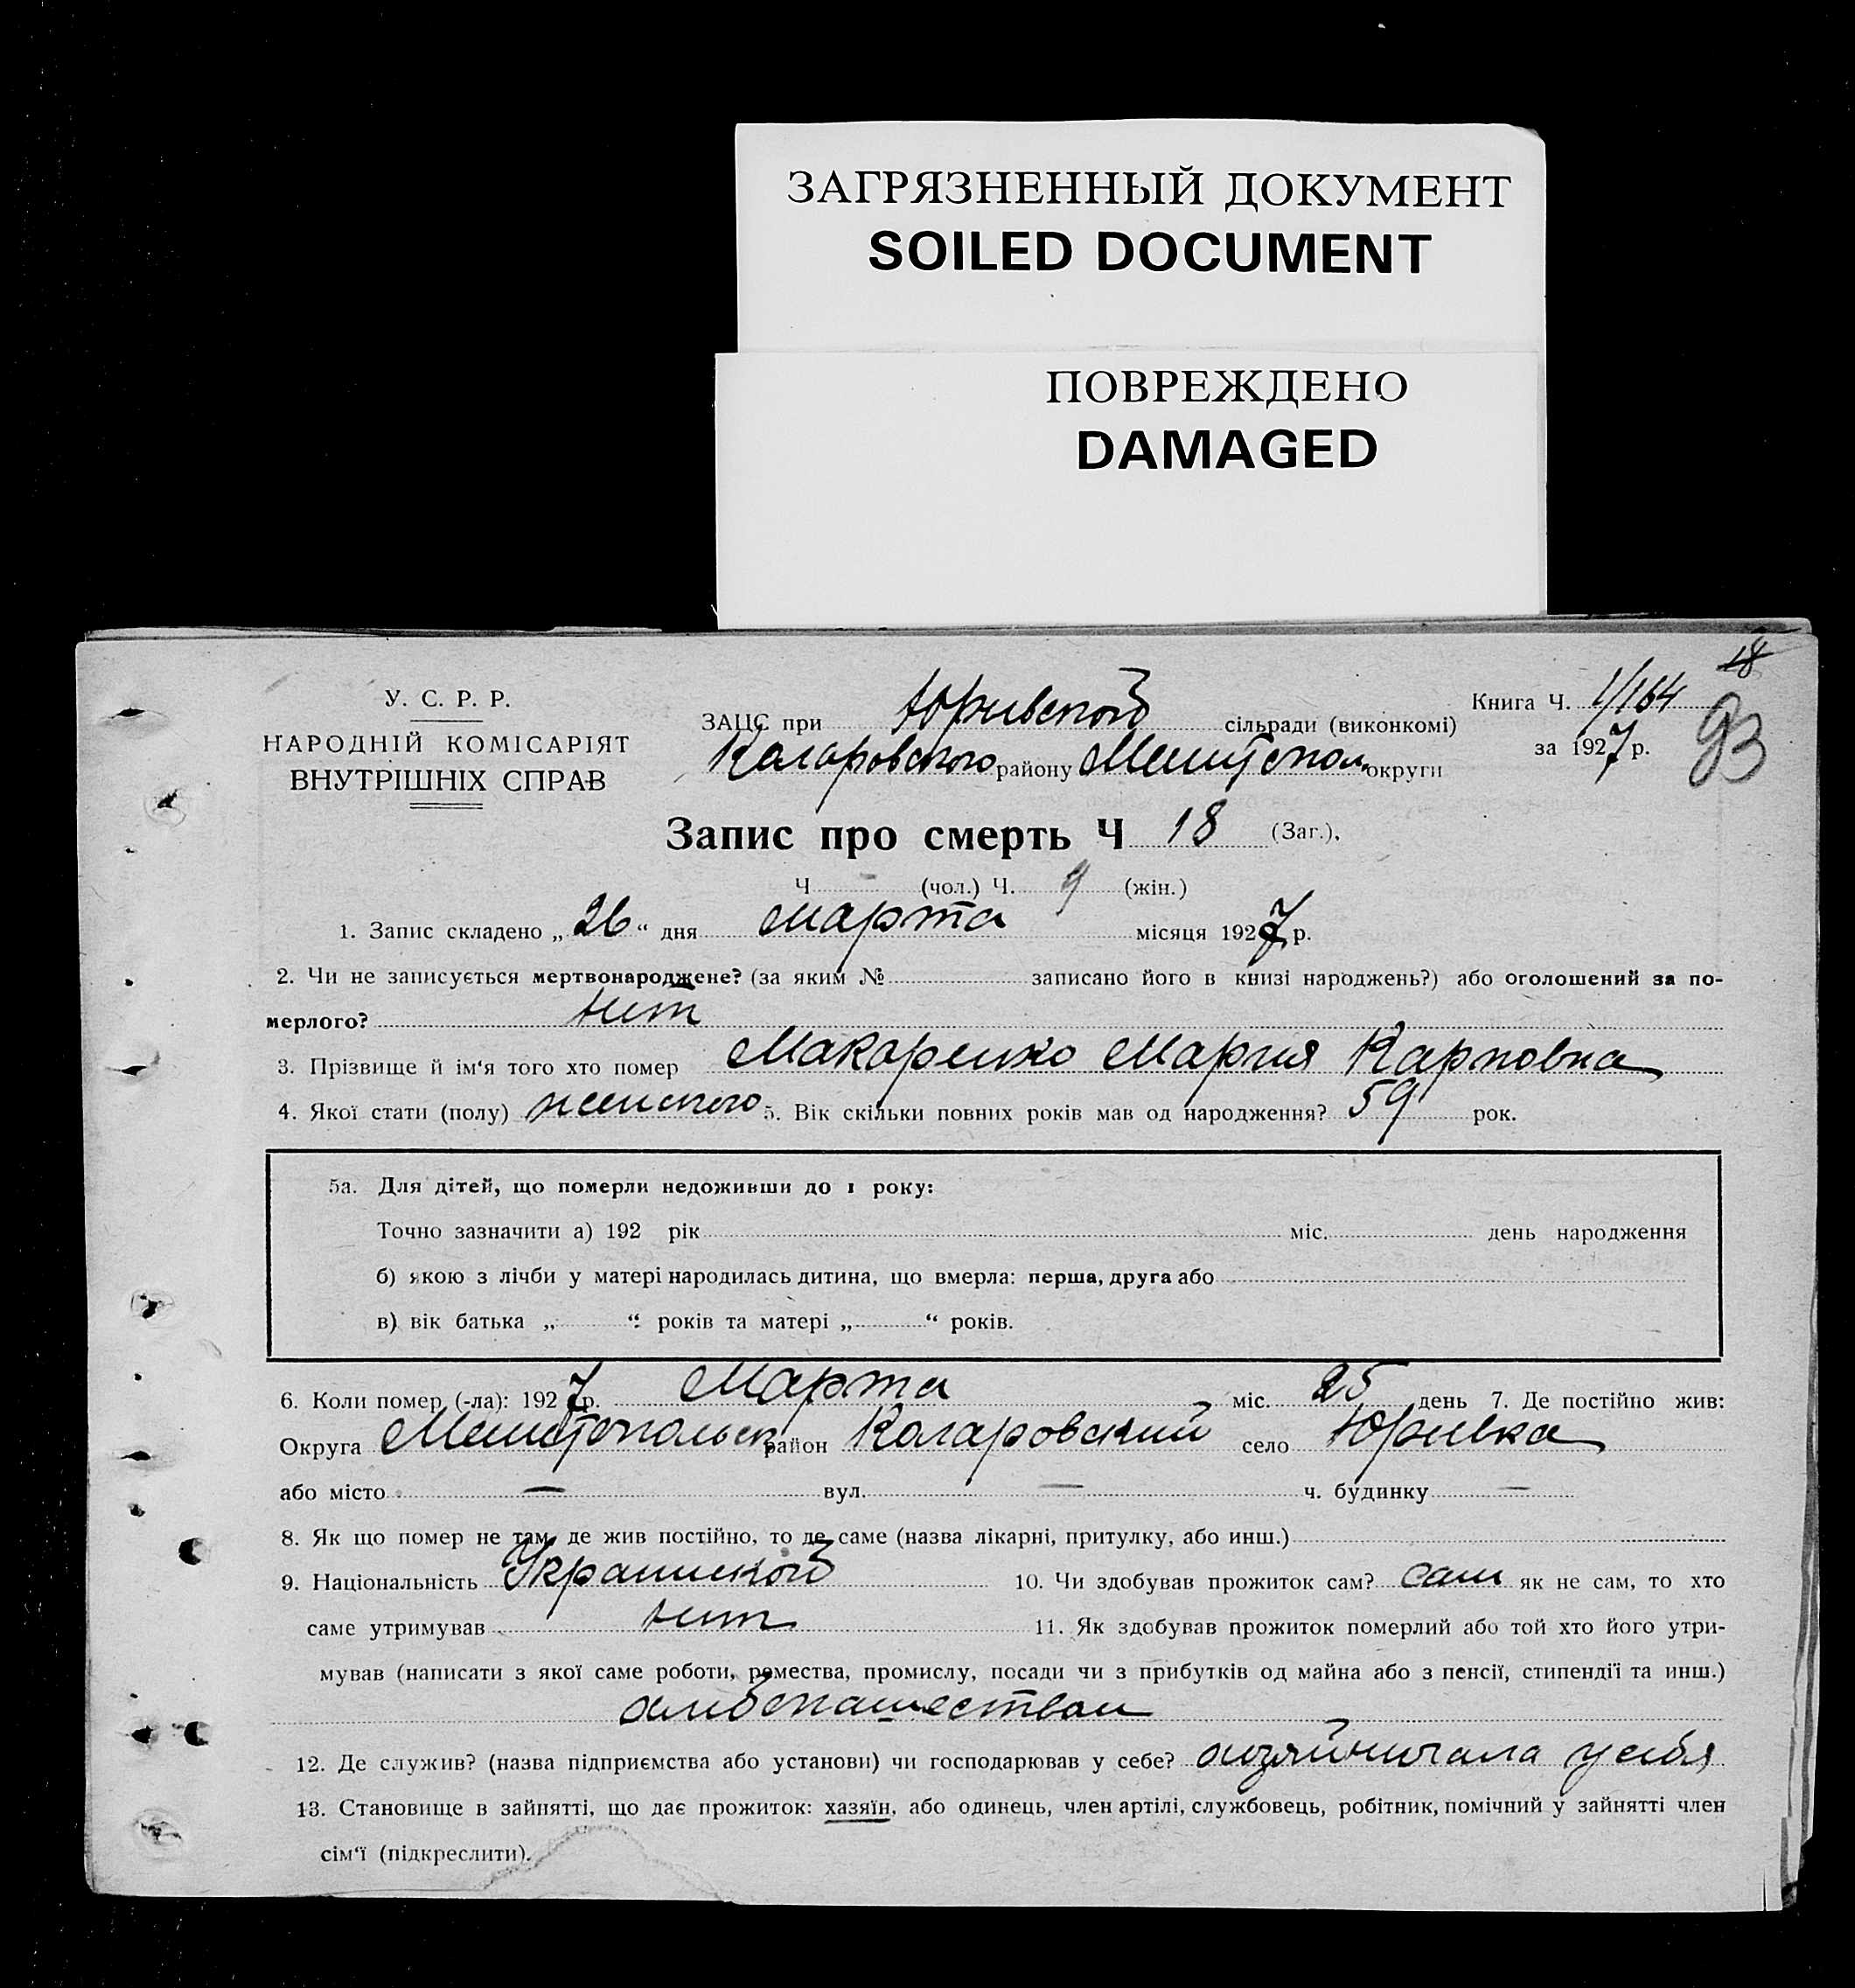 ЗАГРЯЗНЕННЫЙ ДОКУМЕНТ
SOILED DOCUMENT
ПОВРЕЖДЕНО
DAMAGED
18
У. С. Р. Р.
НАРОДНІЙ КОМІСАРІЯТ
ВНУТРІШНІХ СПРАВ
ЗАЦС при Юрьевской сільради (виконкомі)
Коларовского району Мелитопол. округи
Книга Ч. 1/164
за 1927 р.
93
Запис про смерть Ч 18 (Заг.),
Ч - (чол.) Ч. 9 (жін.)
1. Запис складено „26“ дня марта місяця 1927 р.
2. Чи не записується мертвонароджене? (за яким № записано його в книзі народжень?) або оголошений за по-
мерлого? нет
3. Прізвище й ім‘я того хто помер Макаренко Мария Карповна
4. Якої стати (полу) женского 5. Вік скільки повних років мав од народження? 59 рок.
5а. Для дітей, що померли недоживши до 1 року:
Точно зазначити а) 192 рік міс. день народження
б) якою з лічби у матері народилась дитина, що вмерла: перша, друга або
в) вік батька „ “ років та матері „ “ років.
6. Коли помер (-ла): 1927 р. Марта міс. 25 день 7. Де постійно жив:
Округа Мелитопольск район Коларовский село Юрьевка
або місто — вул. — ч. будинку —
8. Як що помер не там, де жив постійно, то де саме (назва лікарні, притулку, або инш.)
9. Національність Украинской 10. Чи здобував прожиток сам? сам як не сам, то хто
саме утримував нет 11. Як здобував прожиток померлий або той хто його утри-
мував (написати з якої саме роботи, ремества, промислу, посади чи з прибутків од майна або з пенсії, стипендії та инш.)
хлебопашеством
12. Де служив? (назва підприємства або установи) чи господарював у себе? хозяйничала у себя
13. Становище в зайнятті, що дає прожиток: хазяїн, або одинець, член артілі, службовець, робітник, помічний у зайнятті член
сім‘ї (підкреслити).